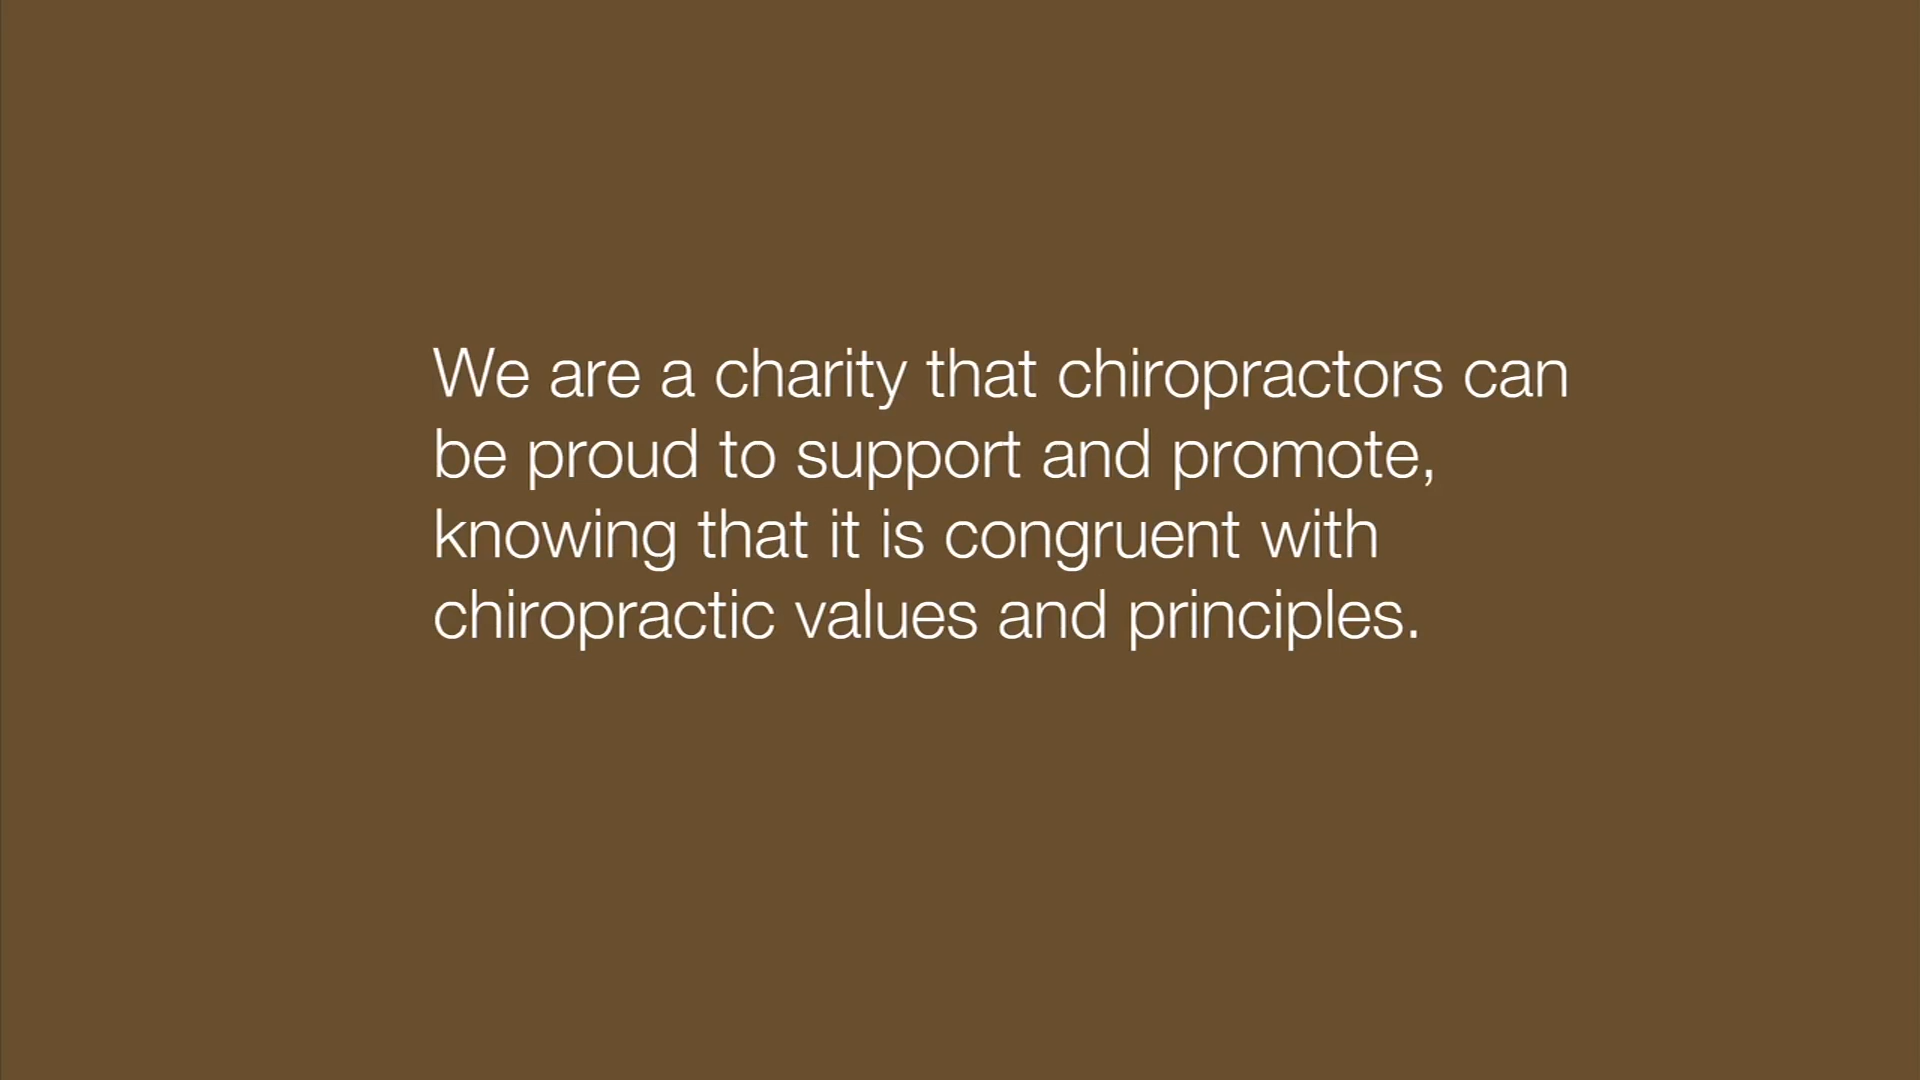 We are a charity that chiropractors can
be proud to support and promote,
knowing that it is congruent with
chiropractic values and principles.